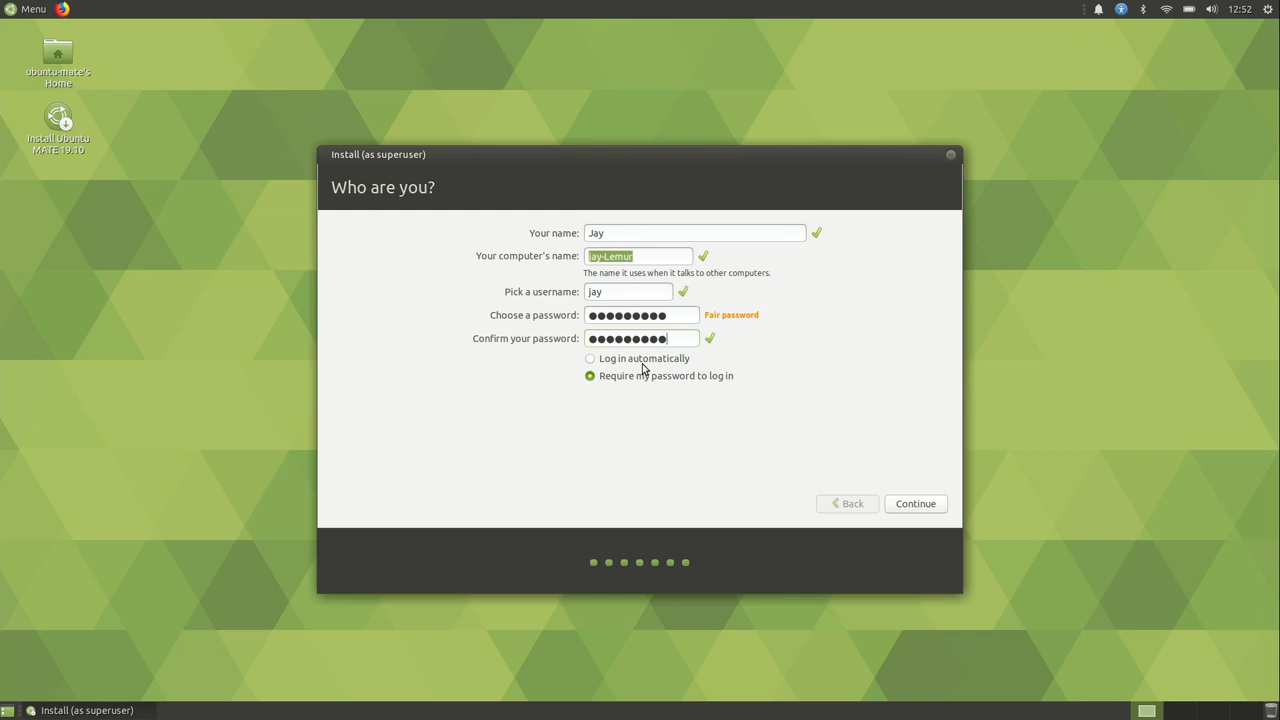 Menu
12:52
ubuntu-mate's
Home
Install Ubuntu
MATE 19.10
Install (as superuser)
Who are you?
Your name: Jay
Your computer's name: jay-Lemur
The name it uses when it talks to other computers.
Pick a username: jay
Choose a password: ●●●●●●●●● Fair password
Confirm your password: ●●●●●●●●●
Log in automatically
Require my password to log in
Back
Continue
Install (as superuser)